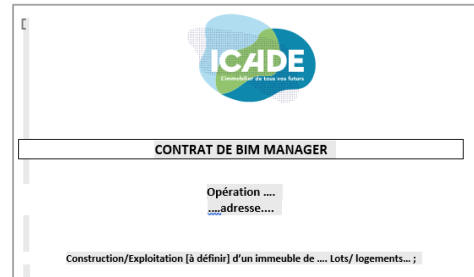 ICADE
L'immobilier de tous vos futurs
CONTRAT DE BIM MANAGER
Opération ....
....adresse....
Construction/Exploitation [à définir] d'un immeuble de .... Lots/ logements... ;